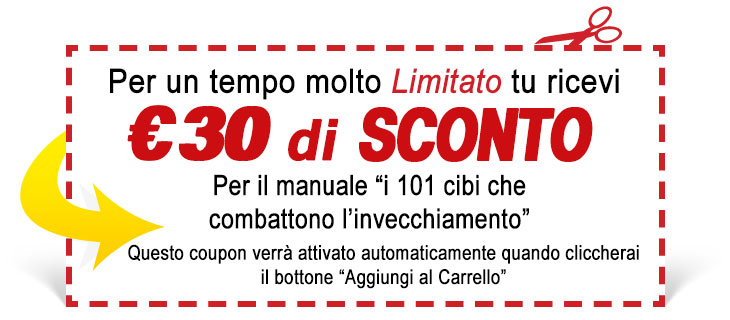 Per un tempo molto Limitato tu ricevi
€30 di SCONTO
Per il manuale “i 101 cibi che
combattono l’invecchiamento”
Questo coupon verrà attivato automaticamente quando cliccherai
il bottone “Aggiungi al Carrello”